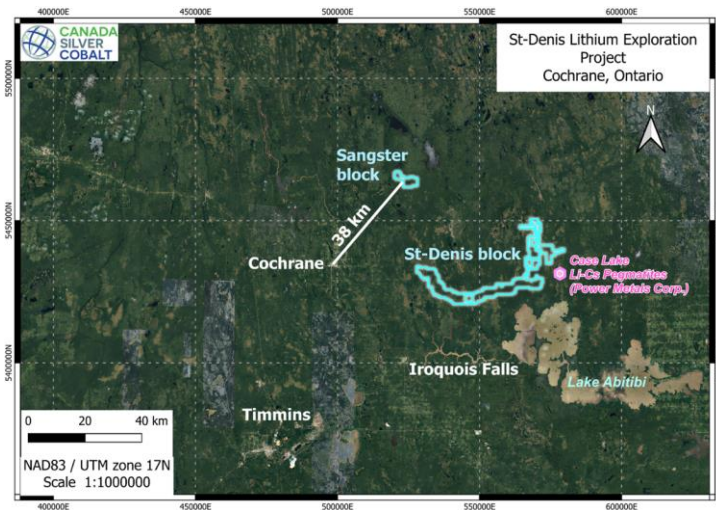 400000E 450000E 500000E 550000E 600000E
CANADA
SILVER
COBALT
St-Denis Lithium Exploration
Project
Cochrane, Ontario
N
5500000N
5450000N
5400000N
Sangster
block
38 km
Cochrane
St-Denis block
Case Lake
Li-Cs Pegmatites
(Power Metals Corp.)
Iroquois Falls
Lake Abitibi
Timmins
0 20 40 km
NAD83 / UTM zone 17N
Scale 1:1000000
400000E 450000E 500000E 550000E 600000E